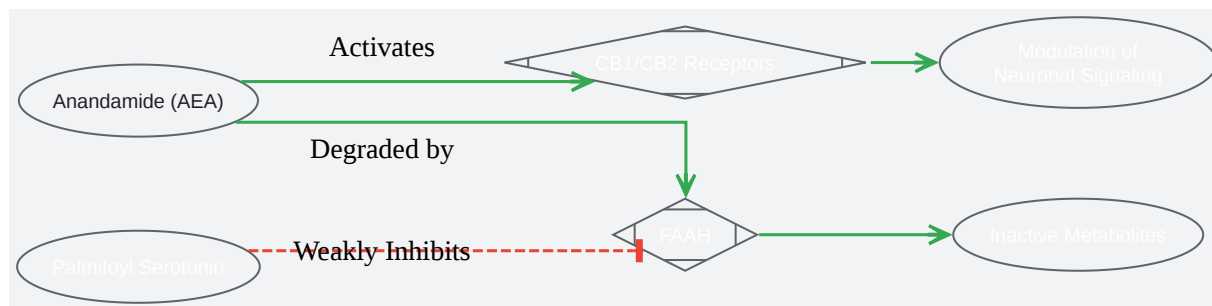 Activates
CB1/CB2 Receptors
Modulation of
Neuronal Signaling
Anandamide (AEA)
Degraded by
FAAH
Inactive Metabolites
Weakly Inhibits
Palmitoyl Serotonin